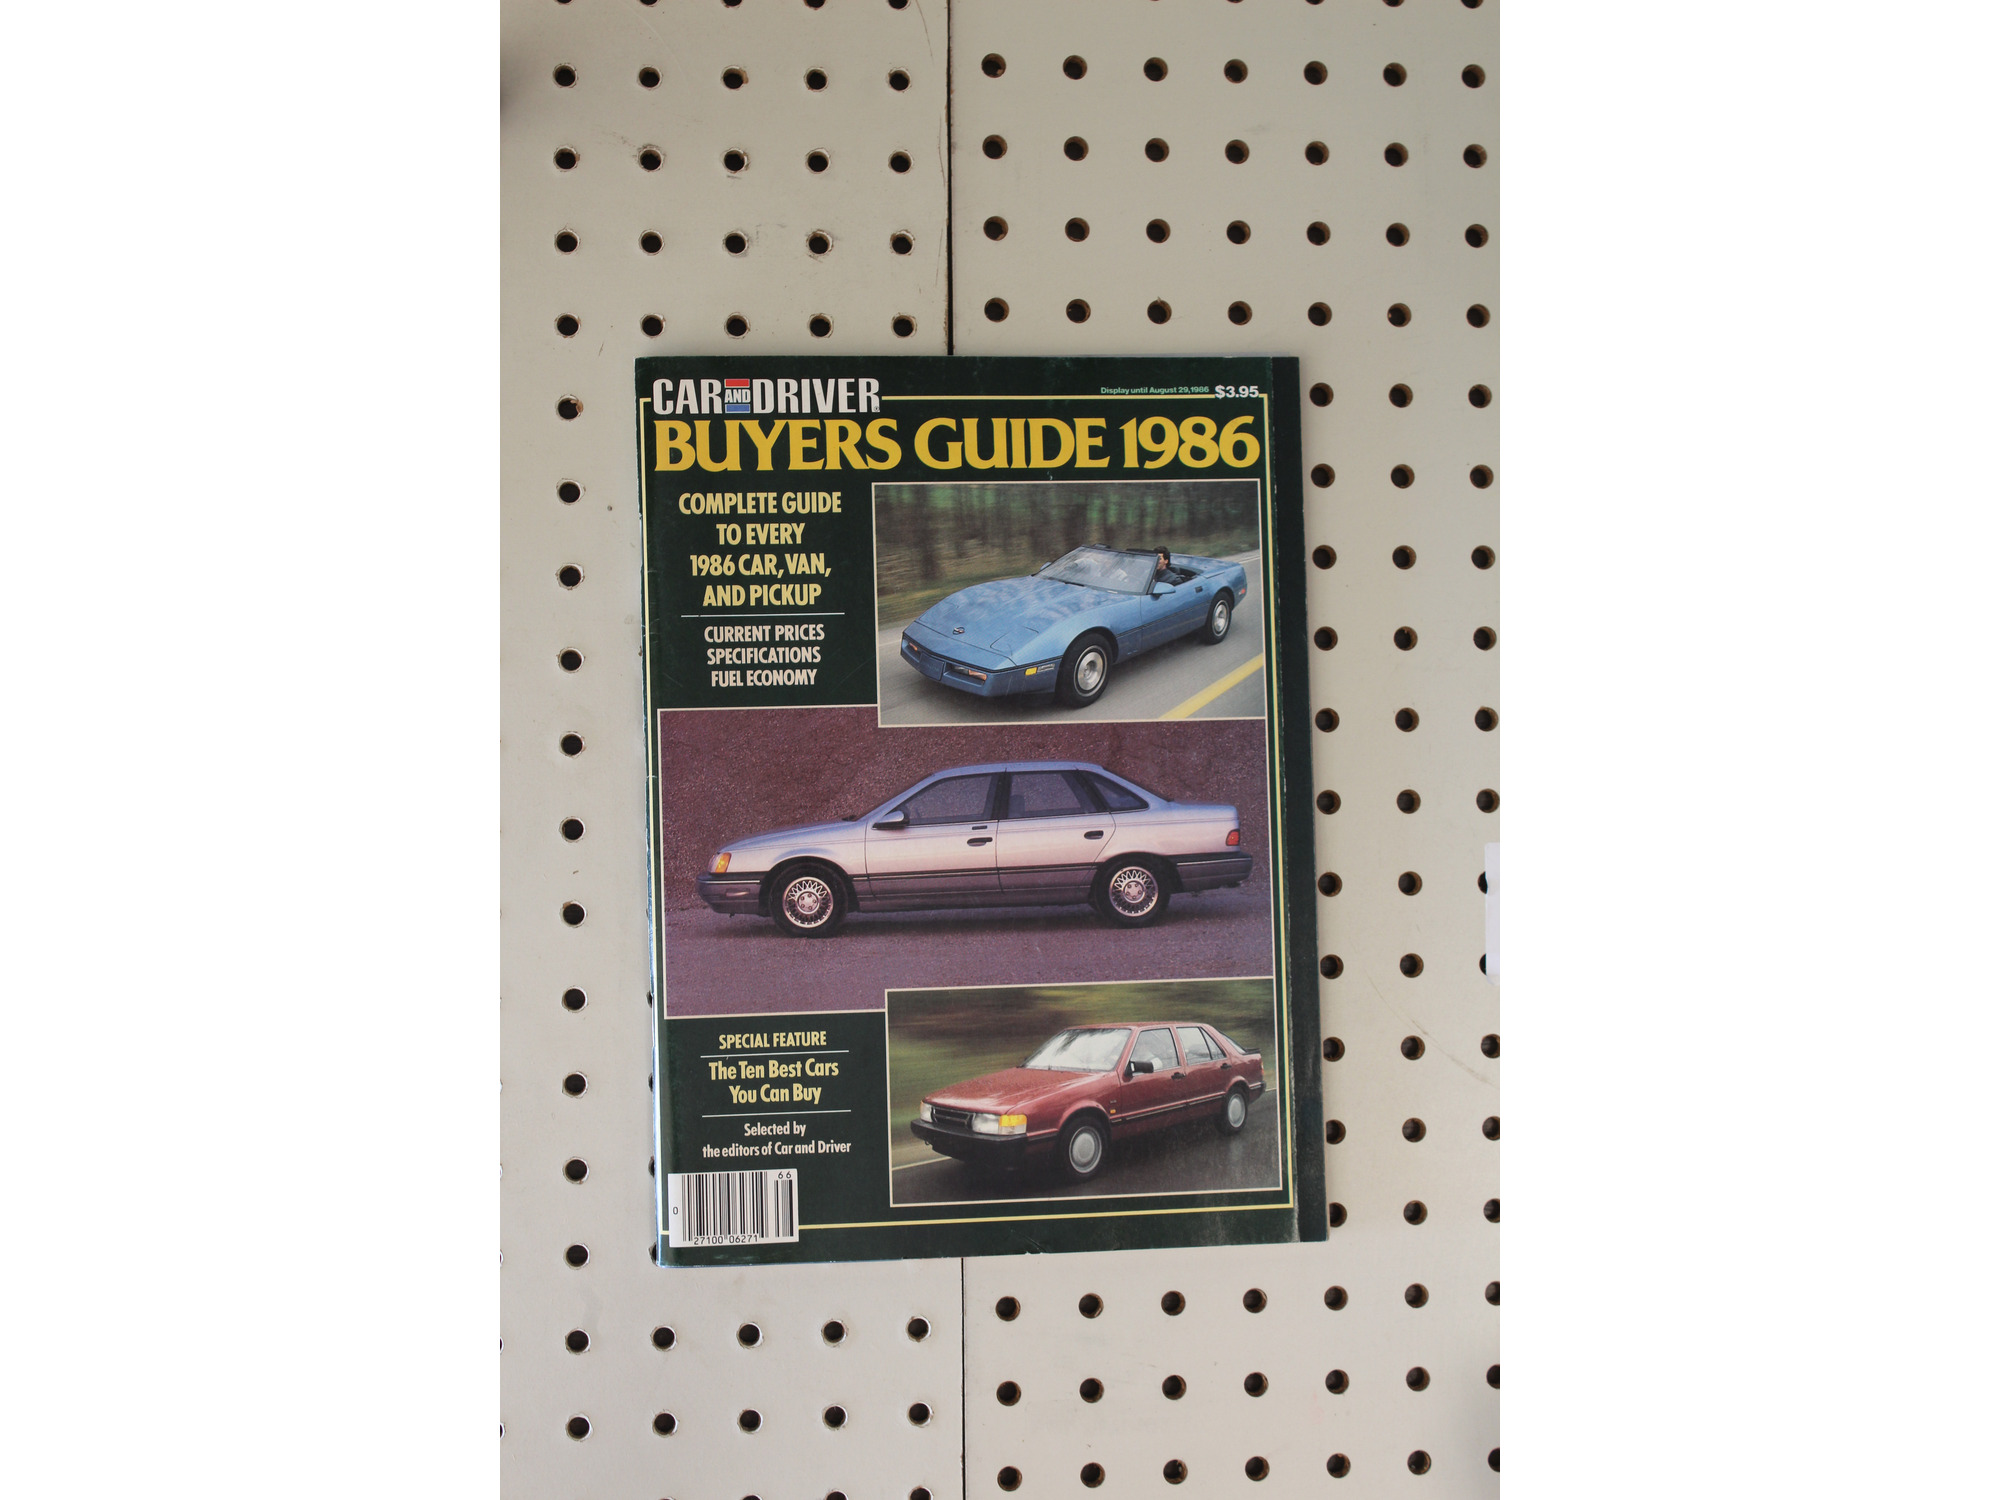 CAR AND DRIVER
Display until August 29, 1986 $3.95
BUYERS GUIDE 1986
COMPLETE GUIDE
TO EVERY
1986 CAR, VAN,
AND PICKUP
CURRENT PRICES
SPECIFICATIONS
FUEL ECONOMY
SPECIAL FEATURE
The Ten Best Cars
You Can Buy
Selected by
the editors of Car and Driver
66
0
27100 06271